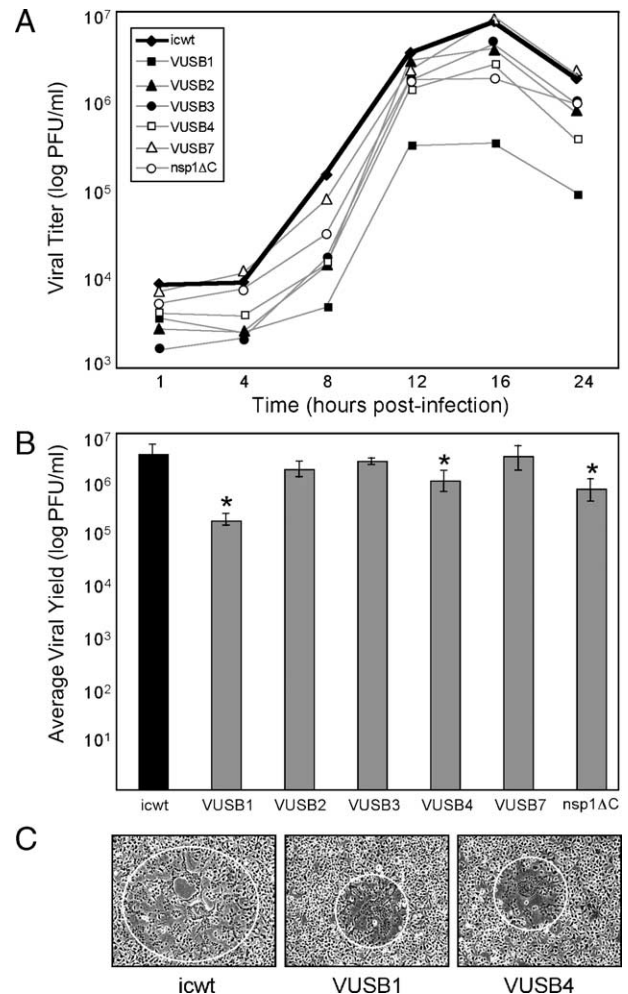 A
Viral Titer (log PFU/ml)
10⁷
10⁶
10⁵
10⁴
10³
icwt
VUSB1
VUSB2
VUSB3
VUSB4
VUSB7
nsp1ΔC
1 4 8 12 16 24
Time (hours post-infection)
B
Average Viral Yield (log PFU/ml)
10⁷
10⁶
10⁵
10⁴
10³
10²
10¹
*
*
*
icwt VUSB1 VUSB2 VUSB3 VUSB4 VUSB7 nsp1ΔC
C
icwt VUSB1 VUSB4